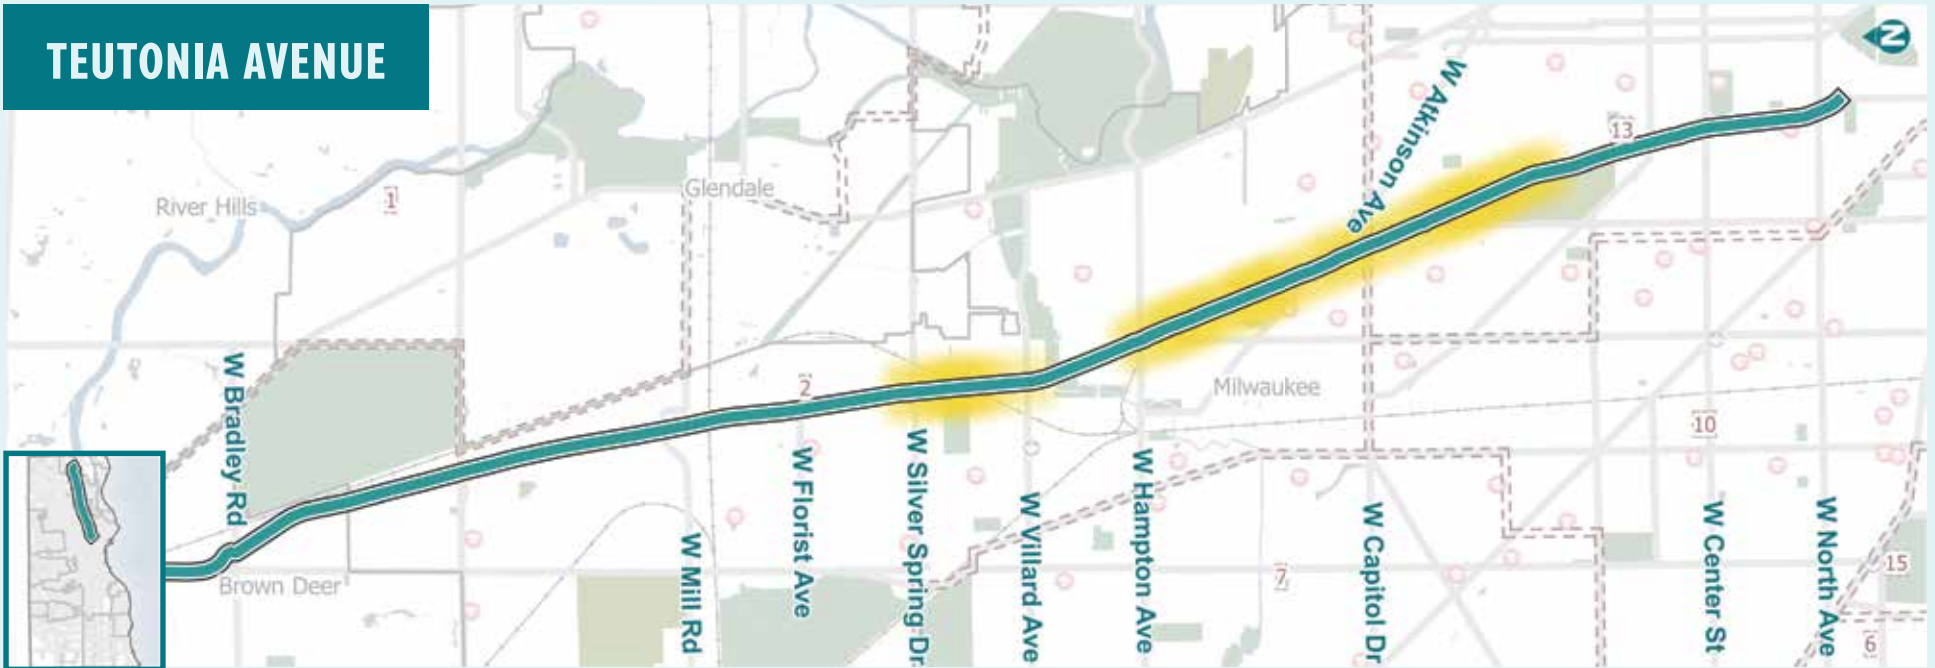 TEUTONIA AVENUE
N
W Atkinson Ave
13
Glendale
River Hills
1
W Bradley Rd
2
Milwaukee
10
W Florist Ave
W Silver Spring Dr
W Villard Ave
W Hampton Ave
W Capitol Dr
W Center St
W North Ave
W Mill Rd
Brown Deer
7
15
6